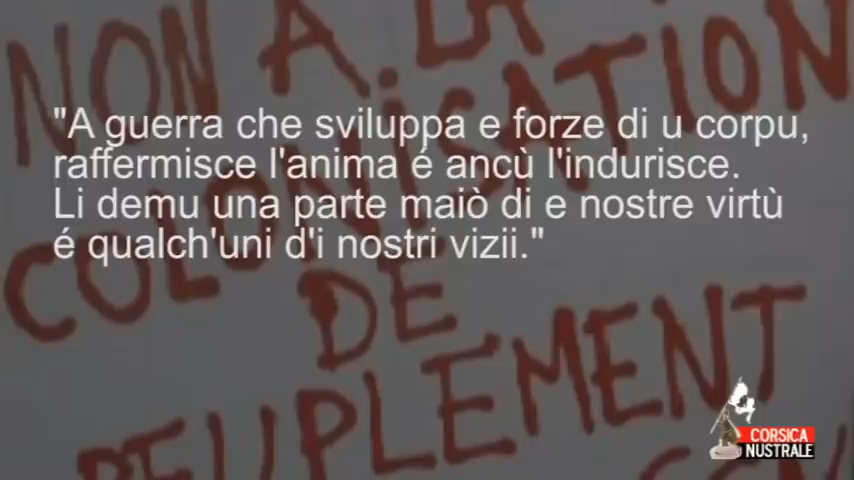 NON A LA
COLONISATION
DE
PEUPLEMENT
"A guerra che sviluppa e forze di u corpu,
raffermisce l'anima é ancù l'indurisce.
Li demu una parte maiò di e nostre virtù
é qualch'uni d'i nostri vizii."
CORSICA
NUSTRALE